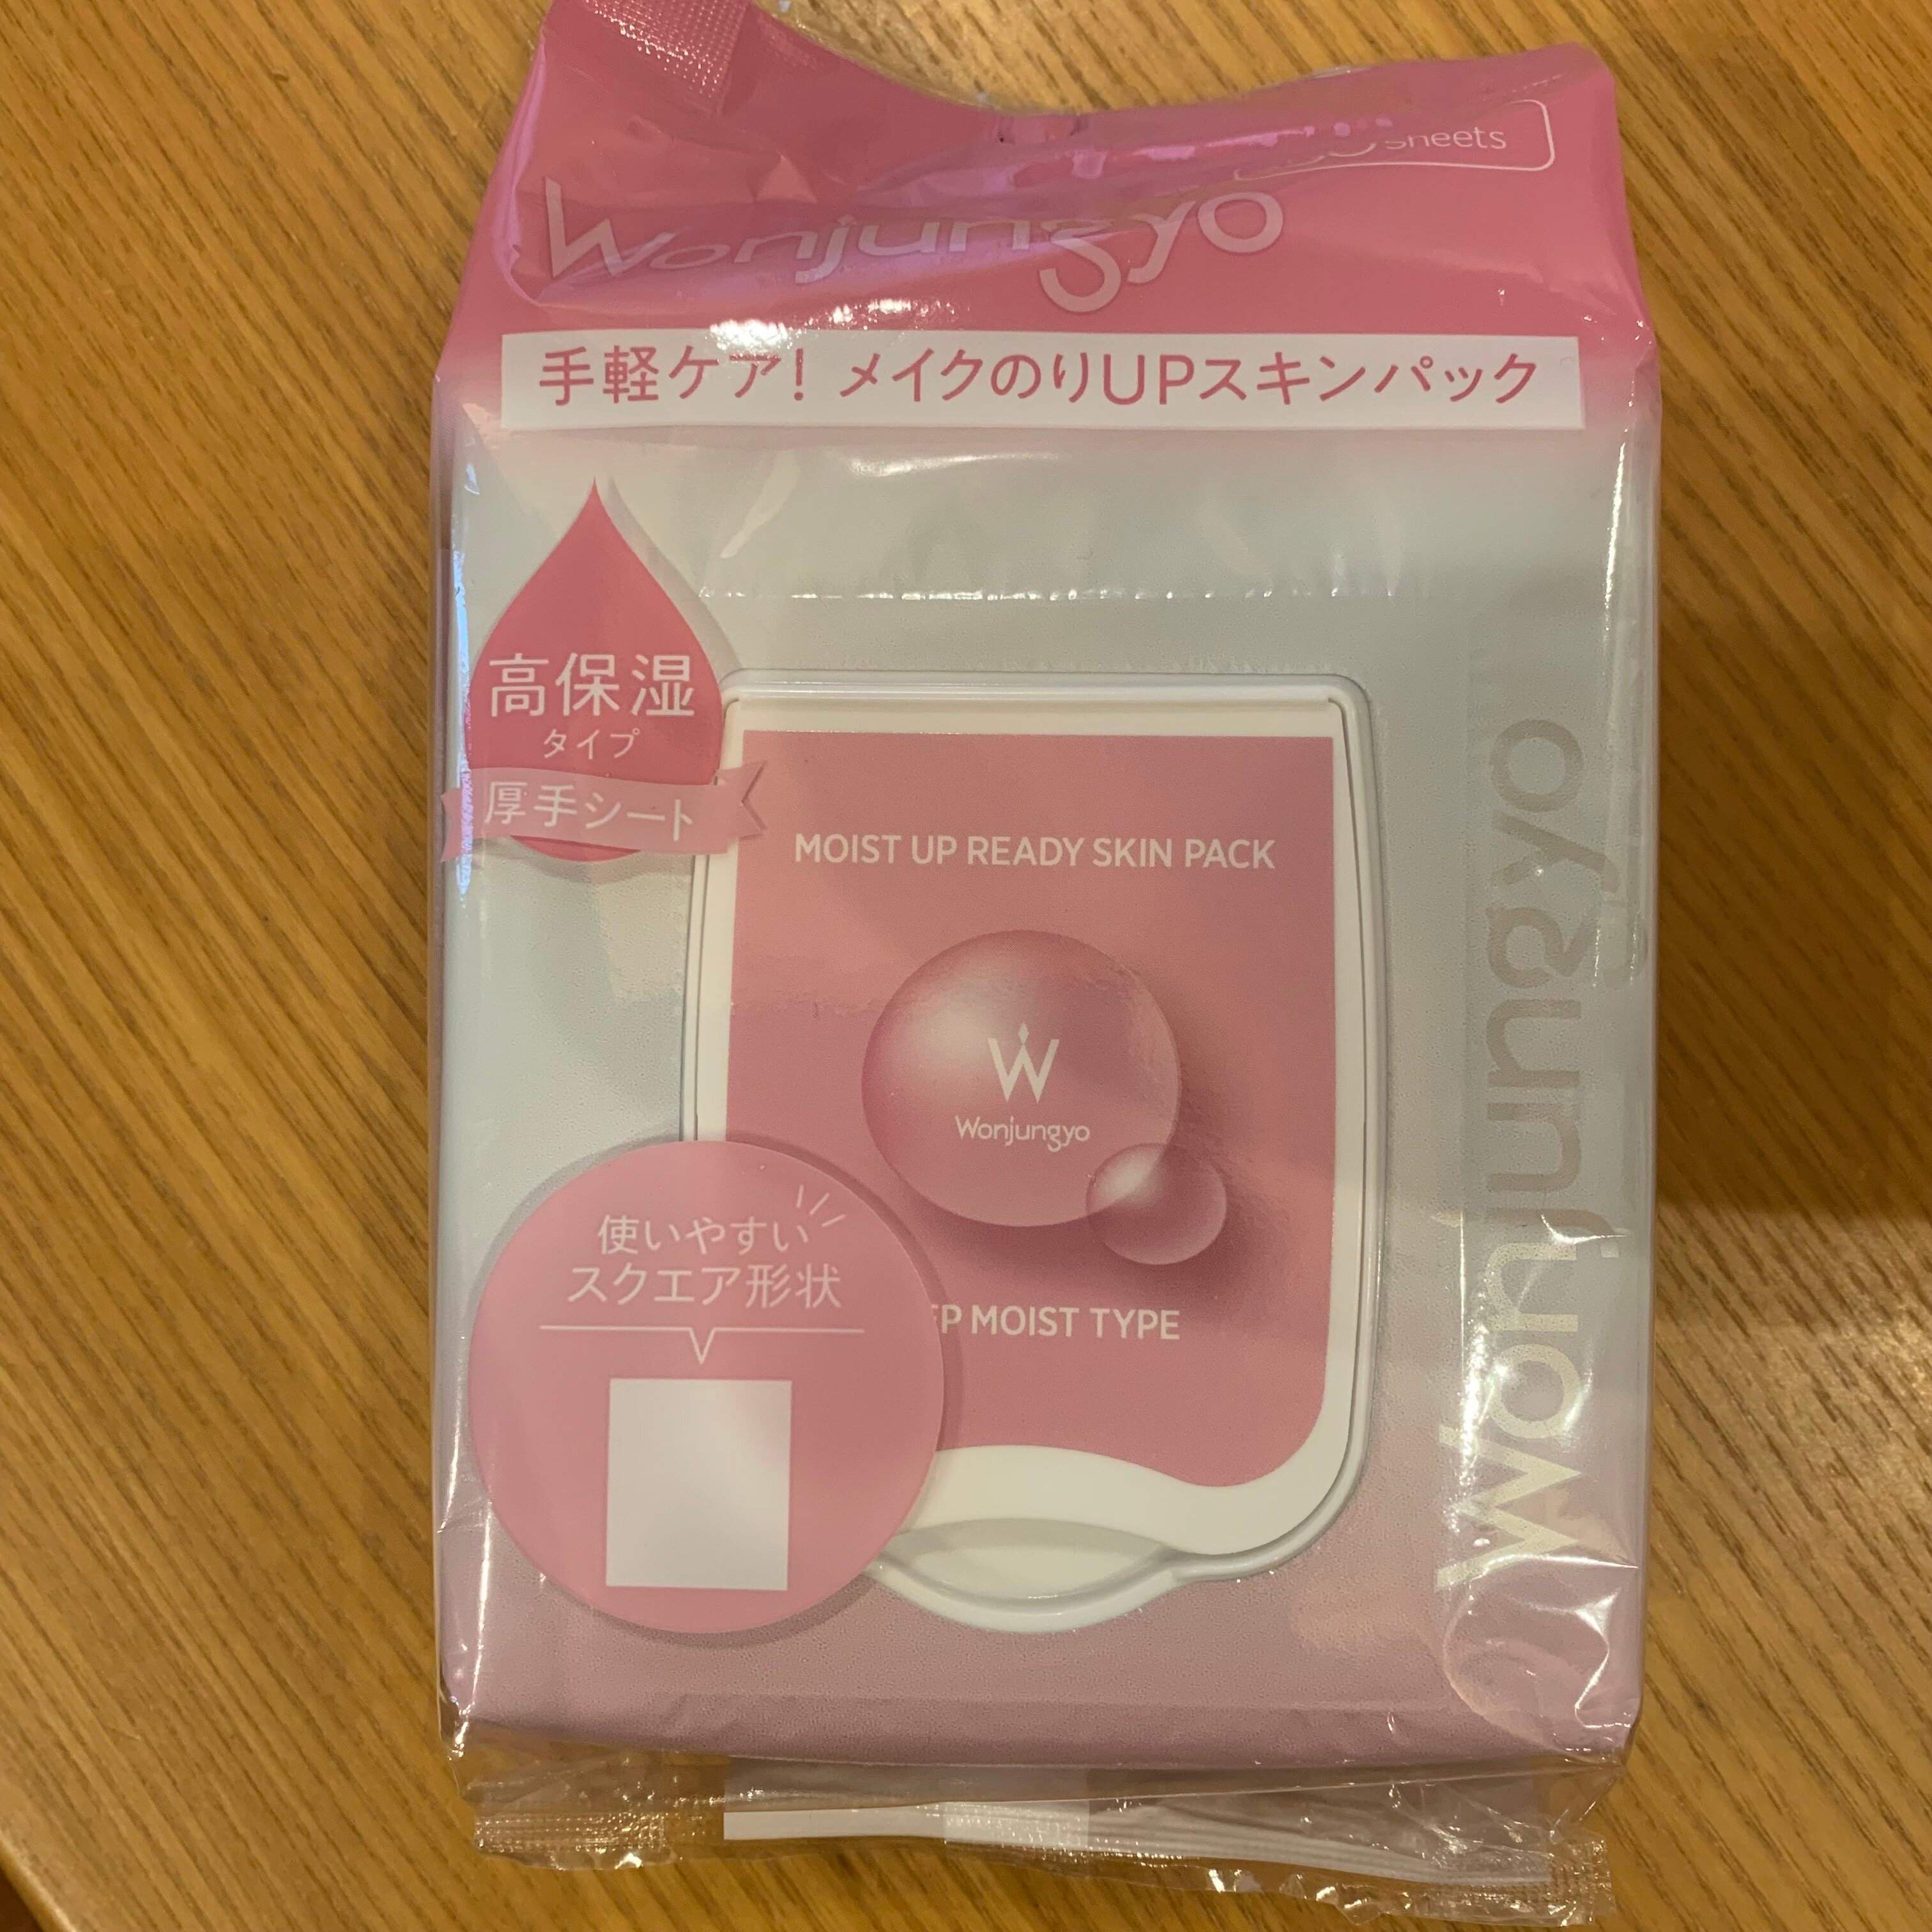 sheets
Wonjungyo
手軽ケア! メイクのりUPスキンパック
高保湿
タイプ
厚手シート
MOIST UP READY SKIN PACK
W
Wonjungyo
使いやすい
スクエア形状
MOIST TYPE
Wonjungyo